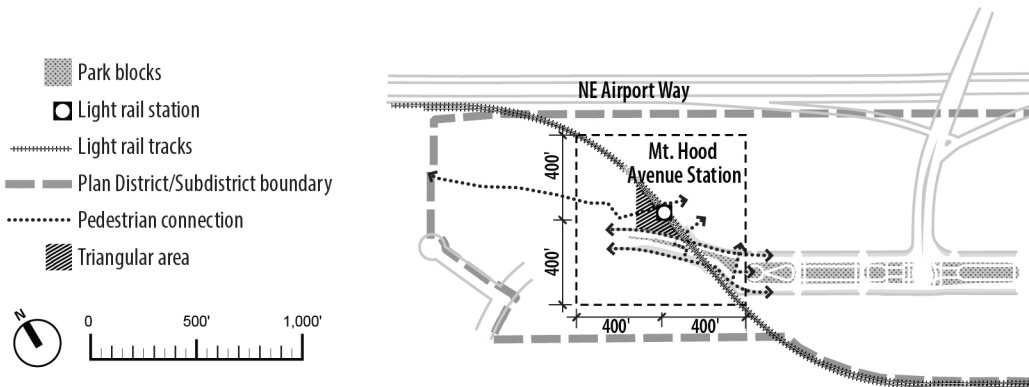 Park blocks
Light rail station
Light rail tracks
Plan District/Subdistrict boundary
Pedestrian connection
Triangular area
N
0 500' 1,000'
NE Airport Way
Mt. Hood
Avenue Station
400'
400'
400' 400'